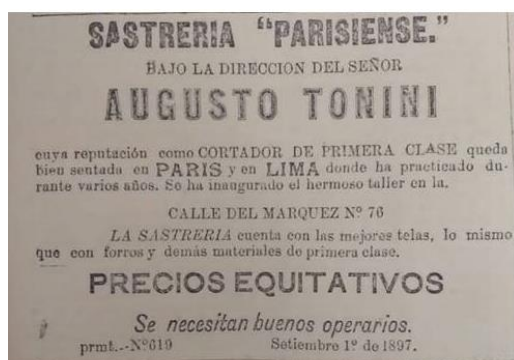 SASTRERIA "PARISIENSE."
BAJO LA DIRECCION DEL SEÑOR
AUGUSTO TONINI
cuya reputación como CORTADOR DE PRIMERA CLASE queda
bien sentada en PARIS y en LIMA donde ha practicado du-
rante varios años. Se ha inaugurado el hermoso taller en la.
CALLE DEL MARQUEZ Nº 76
LA SASTRERIA cuenta con las mejores telas, lo mismo
que con forros y demás materiales de primera clase.
PRECIOS EQUITATIVOS
Se necesitan buenos operarios.
prmt.--Nº619 Setiembre 1º de 1897.